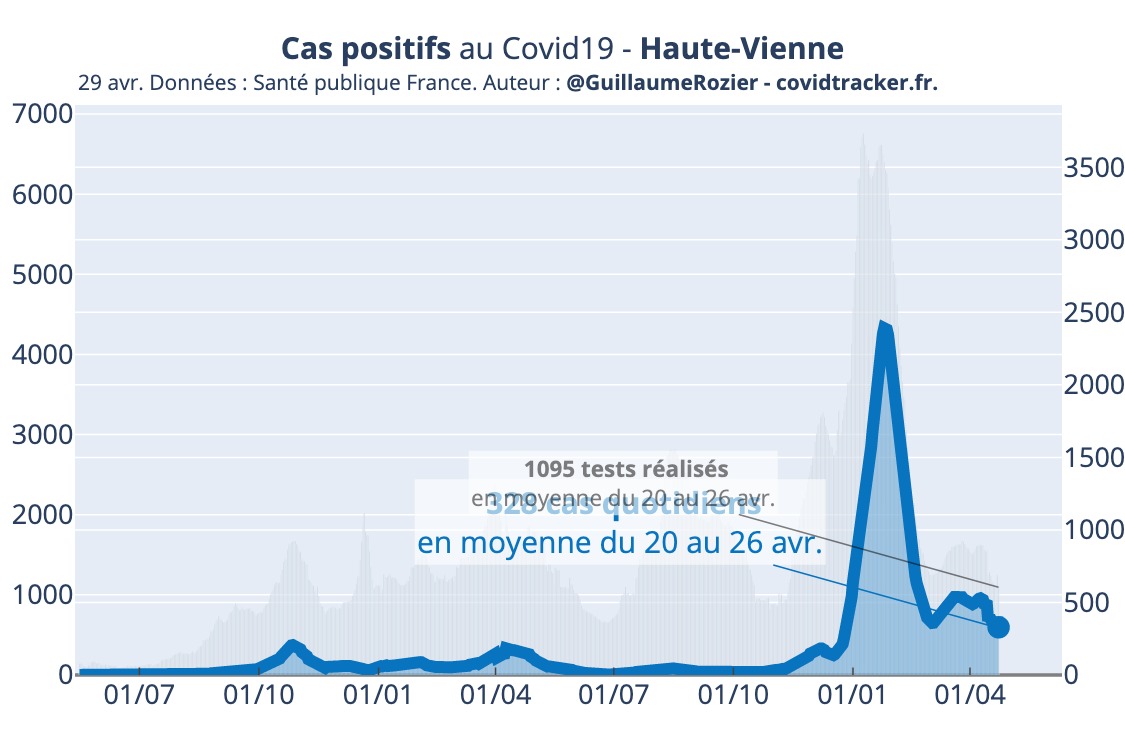 Cas positifs au Covid19 - Haute-Vienne
29 avr. Données : Santé publique France. Auteur : @GuillaumeRozier - covidtracker.fr.
7000
6000
5000
4000
3000
2000
1000
0
3500
3000
2500
2000
1500
1000
500
0
1095 tests réalisés
en moyenne du 20 au 26 avr.
328 cas quotidiens
en moyenne du 20 au 26 avr.
01/07 01/10 01/01 01/04 01/07 01/10 01/01 01/04